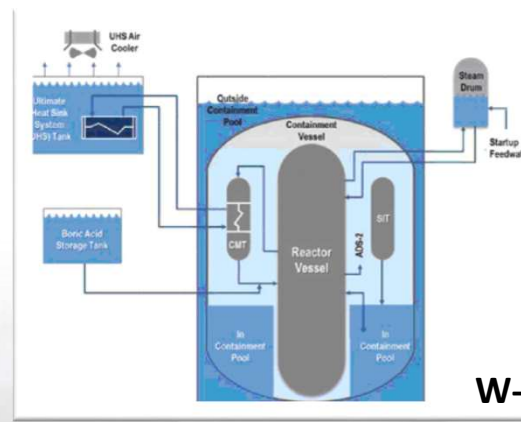 UHS Air
Cooler
Ultimate
Heat Sink
System
(UHS) Tank
Outside
Containment
Pool
Containment
Vessel
Steam
Drum
Startup
Feedwat
Boric Acid
Storage Tank
CMT
Reactor
Vessel
ADS-2
SIT
In
Containment
Pool
In
Containment
Pool
W-